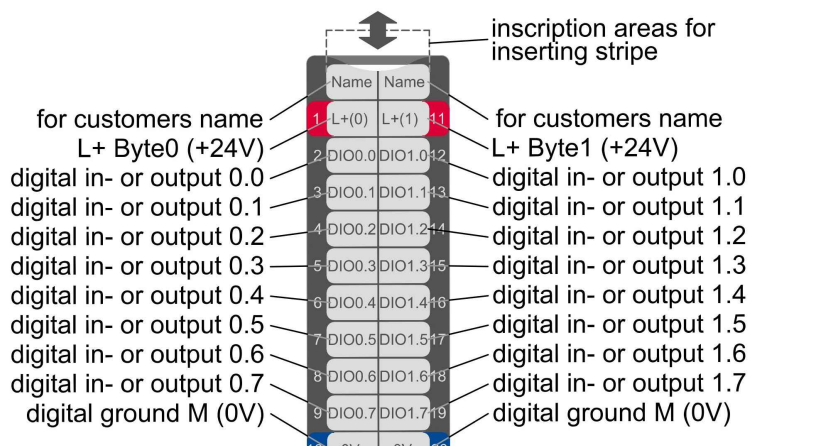 inscription areas for
inserting stripe
Name Name
for customers name
for customers name
1 L+(0) L+(1) 11
L+ Byte0 (+24V)
L+ Byte1 (+24V)
2 DIO0.0 DIO1.0 12
digital in- or output 0.0
digital in- or output 1.0
3 DIO0.1 DIO1.1 13
digital in- or output 0.1
digital in- or output 1.1
4 DIO0.2 DIO1.2 14
digital in- or output 0.2
digital in- or output 1.2
5 DIO0.3 DIO1.3 15
digital in- or output 0.3
digital in- or output 1.3
6 DIO0.4 DIO1.4 16
digital in- or output 0.4
digital in- or output 1.4
7 DIO0.5 DIO1.5 17
digital in- or output 0.5
digital in- or output 1.5
8 DIO0.6 DIO1.6 18
digital in- or output 0.6
digital in- or output 1.6
9 DIO0.7 DIO1.7 19
digital in- or output 0.7
digital in- or output 1.7
digital ground M (0V)
digital ground M (0V)